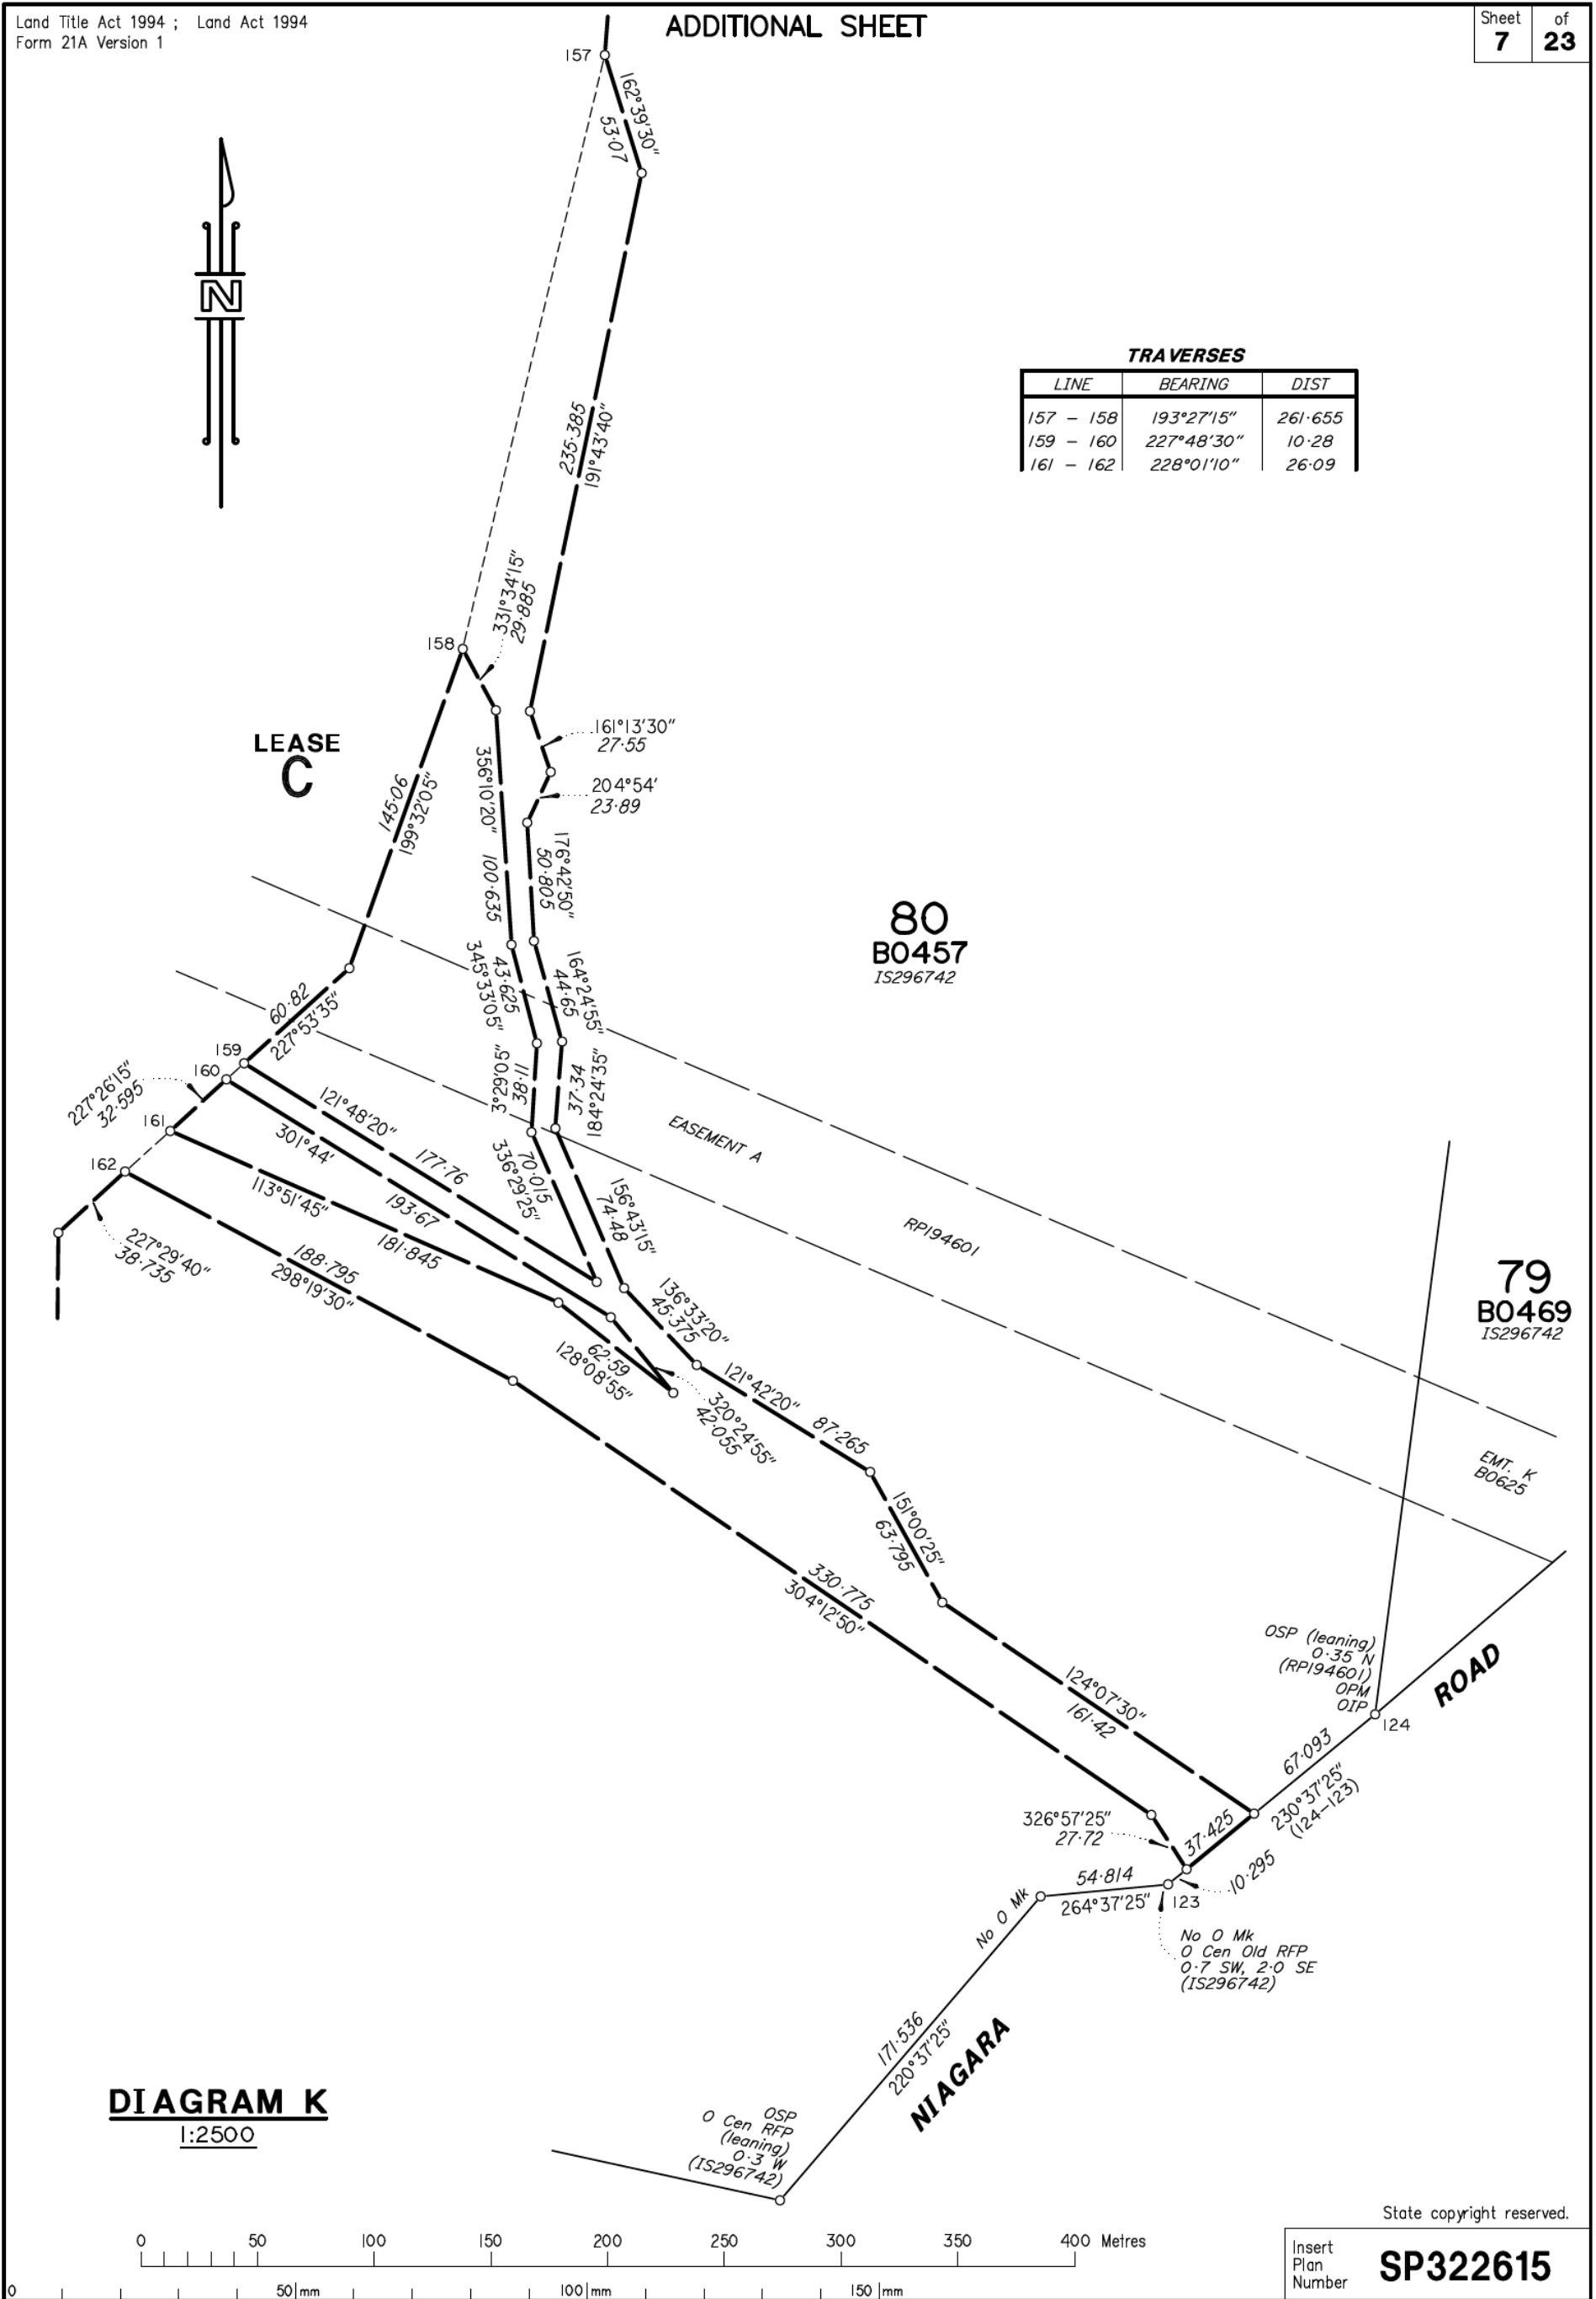 Land Title Act 1994 ; Land Act 1994
Form 21A Version 1
ADDITIONAL SHEET
Sheet
7
of
23
157
162°39'30"
53·07
N
TRAVERSES
LINE BEARING DIST
157 – 158 193°27'15" 261·655
159 – 160 227°48'30" 10·28
161 – 162 228°01'10" 26·09
235·385
191°43'40"
331°34'15"
29·885
158
LEASE
C
161°13'30"
27·55
204°54'
23·89
145·06
199°32'05"
356°10'20" 100·635
176°42'50"
50·805
80
BO457
IS296742
43·625
345°33'05"
164°24'55"
44·65
60·82
227°53'35"
159
160
161
162
227°26'15"
32·595
3°29'05"
38·11
37·34
184°24'35"
121°48'20" 177·76
301°44' 193·67
113°51'45" 181·845
70·015
336°29'25"
156°43'15"
74·48
EASEMENT A
RP194601
227°29'40"
38·735
188·795
298°19'30"
136°33'20"
45·375
79
BO469
IS296742
62·59
128°08'55"
121°42'20" 87·265
320°24'55"
42·055
EMT. K
BO625
151°00'25"
63·795
330·775
304°12'50"
OSP (leaning)
0·35 N
(RP194601)
OPM
OIP
124
ROAD
124°07'30"
161·42
67·093
230°37'25"
(124–123)
326°57'25"
27·72
37·425
10·295
54·814
264°37'25"
123
No O Mk
No O Mk
O Cen Old RFP
0·7 SW, 2·0 SE
(IS296742)
171·536
220°37'25"
NIAGARA
DIAGRAM K
1:2500
OSP
O Cen RFP
(leaning)
0·3 W
(IS296742)
State copyright reserved.
0 50 100 150 200 250 300 350 400 Metres
0 50 mm 100 mm 150 mm
Insert
Plan
Number
SP322615